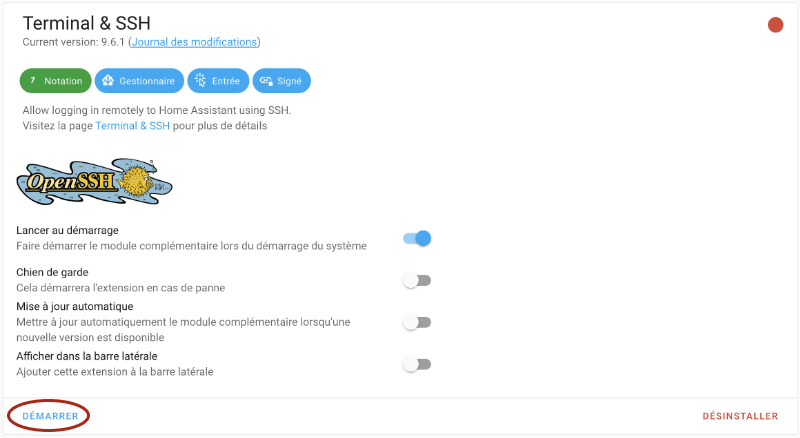 Terminal & SSH
Current version: 9.6.1 (Journal des modifications)
7 Notation Gestionnaire Entrée Signé
Allow logging in remotely to Home Assistant using SSH.
Visitez la page Terminal & SSH pour plus de détails
OpenSSH
Lancer au démarrage
Faire démarrer le module complémentaire lors du démarrage du système
Chien de garde
Cela démarrera l'extension en cas de panne
Mise à jour automatique
Mettre à jour automatiquement le module complémentaire lorsqu'une
nouvelle version est disponible
Afficher dans la barre latérale
Ajouter cette extension à la barre latérale
DÉMARRER DÉSINSTALLER